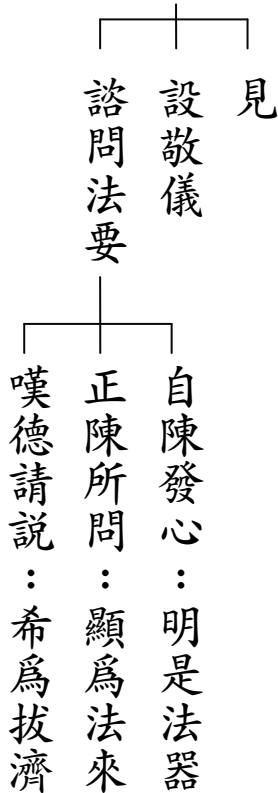 見
設敬儀
諮問法要
自陳發心：明是法器
正陳所問：顯爲法來
嘆德請説：希爲拔濟